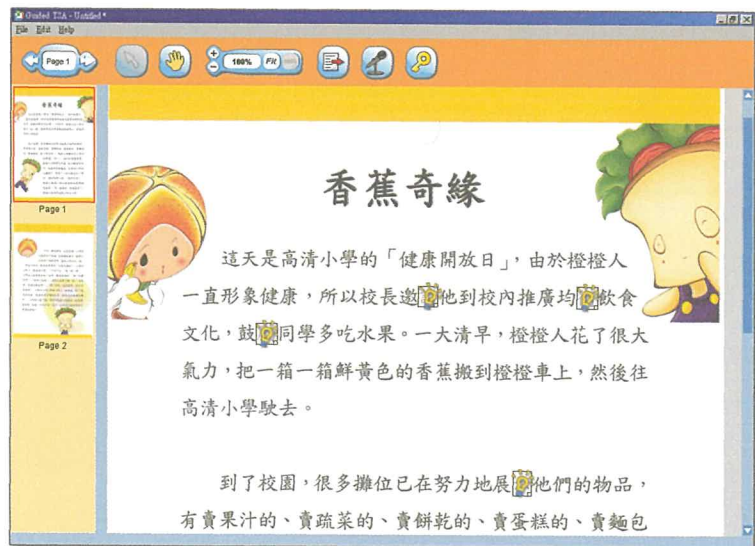 Guided TSA - Untitled *
File Edit Help
Page 1
100% Fit
香蕉奇緣
Page 1
Page 2
香蕉奇緣
這天是高清小學的「健康開放日」，由於橙橙人
一直形象健康，所以校長邀他到校內推廣均飲食
文化，鼓同學多吃水果。一大清早，橙橙人花了很大
氣力，把一箱一箱鮮黃色的香蕉搬到橙橙車上，然後往
高清小學駛去。
到了校園，很多攤位已在努力地展他們的物品，
有賣果汁的、賣疏菜的、賣餅乾的、賣蛋糕的、賣麵包